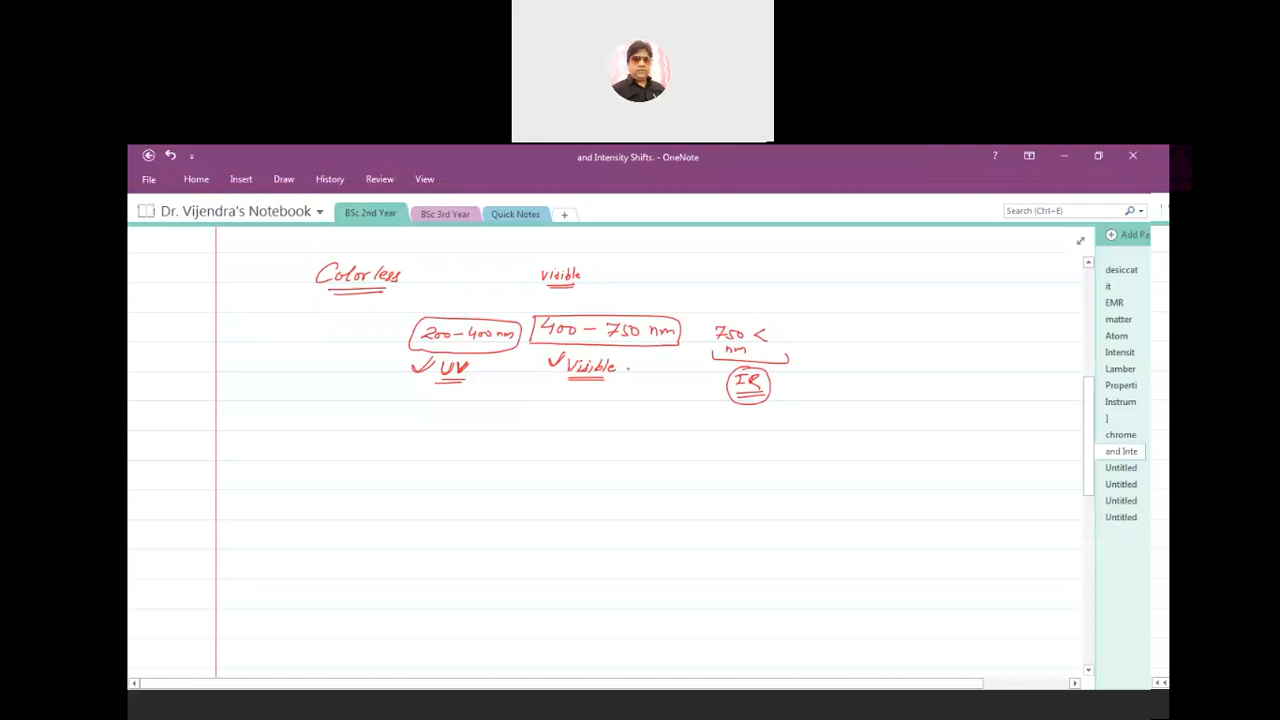 and Intensity Shifts. - OneNote
?
File Home Insert Draw History Review View
Dr. Vijendra's Notebook
BSc 2nd Year
BSc 3rd Year
Quick Notes
+
Search (Ctrl+E)
Add Pa
desiccat
it
EMR
matter
Atom
Intensit
Lamber
Properti
Instrum
]
chrome
and Inte
Untitled
Untitled
Untitled
Untitled
Colorless visible
200-400 nm 400 - 750 nm 750 <
nm
✓ UV ✓ Visible IR